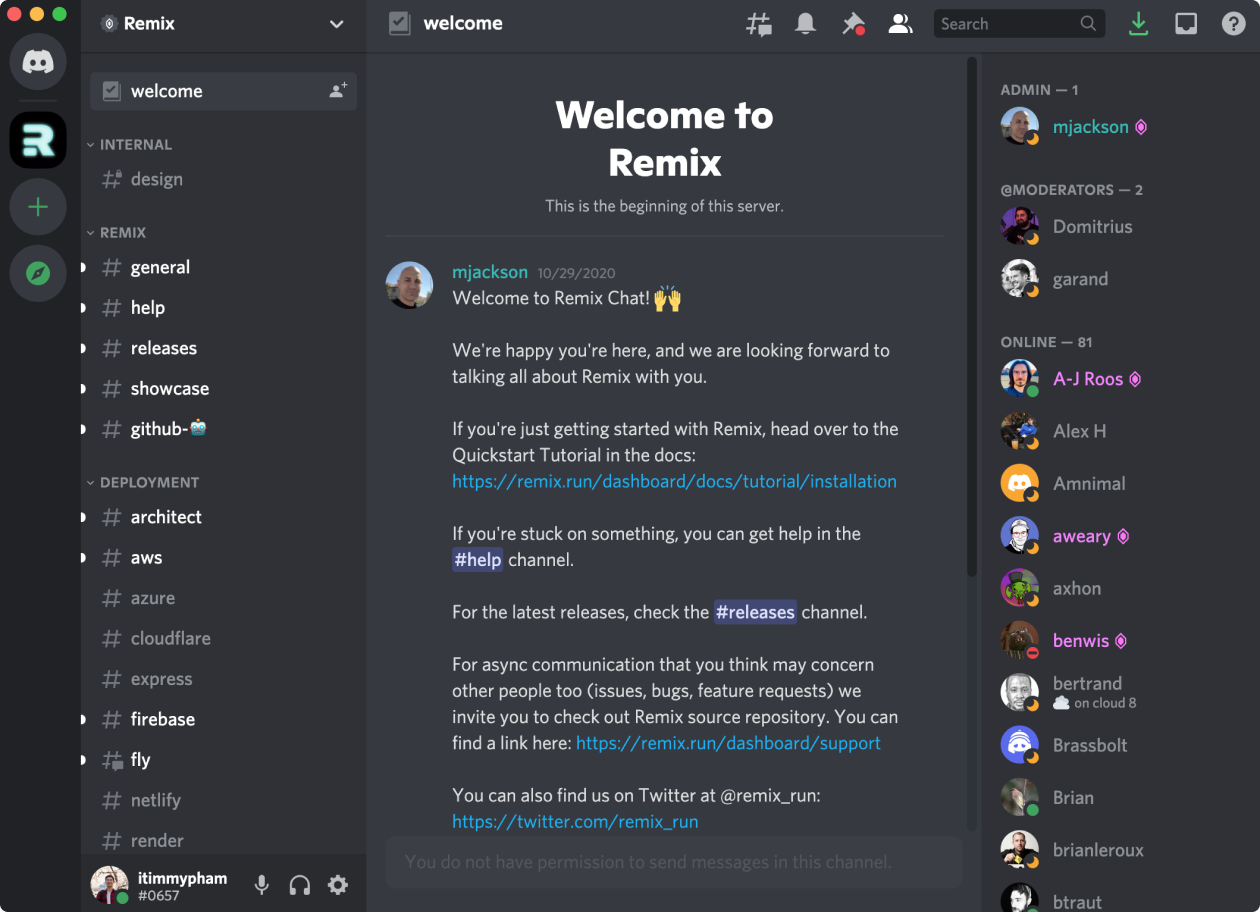 Remix
welcome
INTERNAL
design
REMIX
general
help
releases
showcase
github-🤖
DEPLOYMENT
architect
aws
azure
cloudflare
express
firebase
fly
netlify
render
itimmypham
#0657
welcome
Search
Welcome to
Remix
This is the beginning of this server.
mjackson 10/29/2020
Welcome to Remix Chat! 🙌
We're happy you're here, and we are looking forward to
talking all about Remix with you.
If you're just getting started with Remix, head over to the
Quickstart Tutorial in the docs:
https://remix.run/dashboard/docs/tutorial/installation
If you're stuck on something, you can get help in the
#help channel.
For the latest releases, check the #releases channel.
For async communication that you think may concern
other people too (issues, bugs, feature requests) we
invite you to check out Remix source repository. You can
find a link here: https://remix.run/dashboard/support
You can also find us on Twitter at @remix_run:
https://twitter.com/remix_run
You do not have permission to send messages in this channel.
ADMIN — 1
mjackson
@MODERATORS — 2
Domitrius
garand
ONLINE — 81
A-J Roos
Alex H
Amnimal
aweary
axhon
benwis
bertrand
on cloud 8
Brassbolt
Brian
brianleroux
btraut